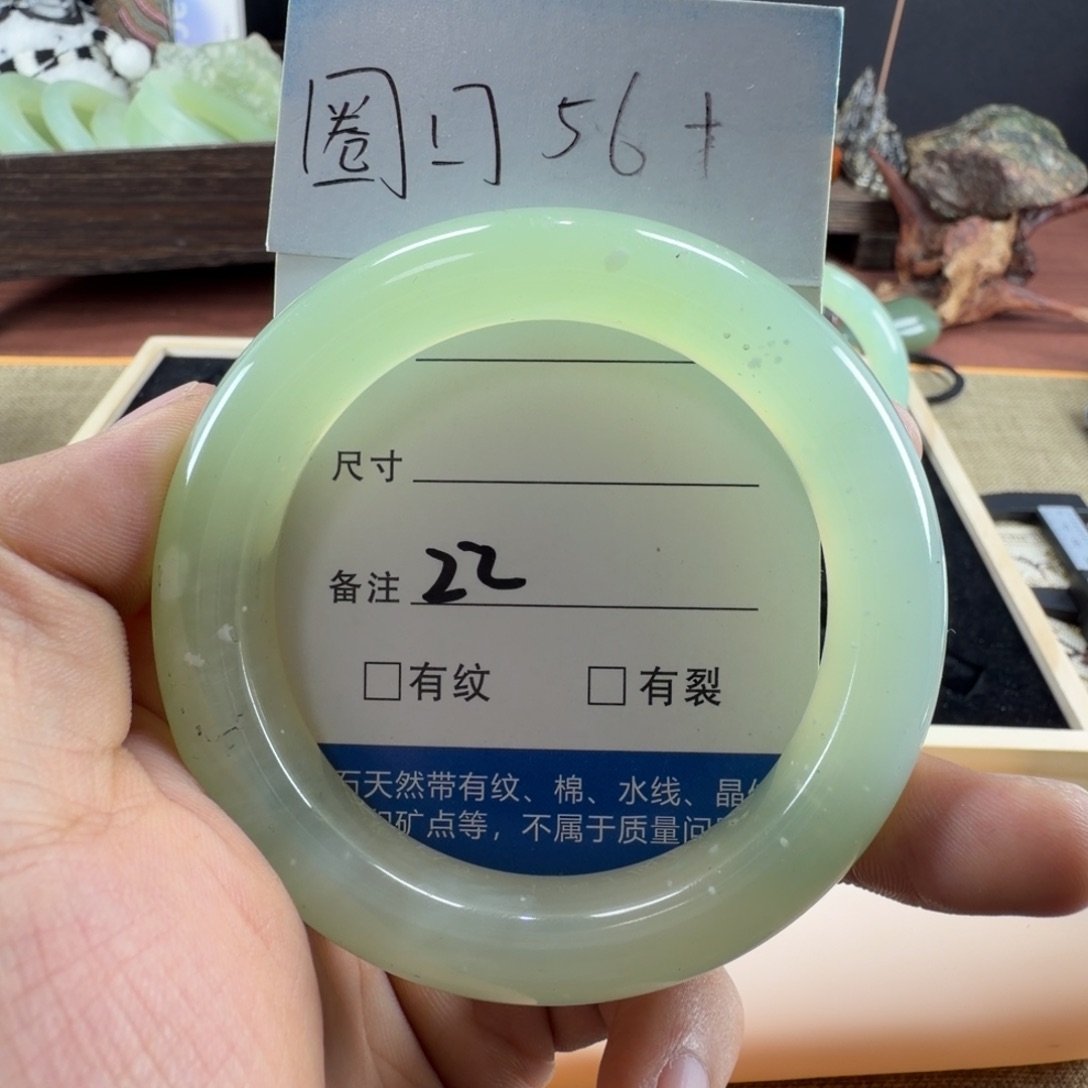 圈口56+
尺寸
备注 22
□有纹 □有裂
石天然带有纹、棉、水线、晶
矿点等，不属于质量问